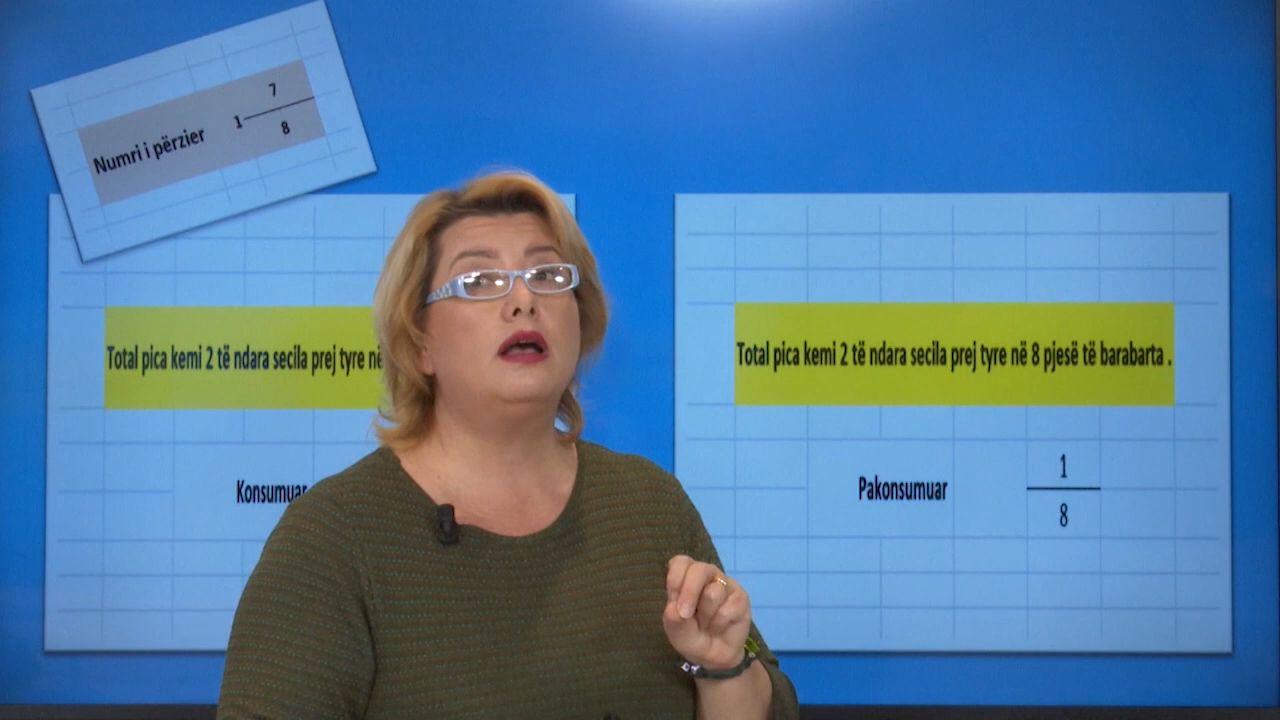 Numri i përzier 1 7/8
Total pica kemi 2 të ndara secila prej tyre në
Konsumuar
Total pica kemi 2 të ndara secila prej tyre në 8 pjesë të barabarta .
Pakonsumuar 1/8